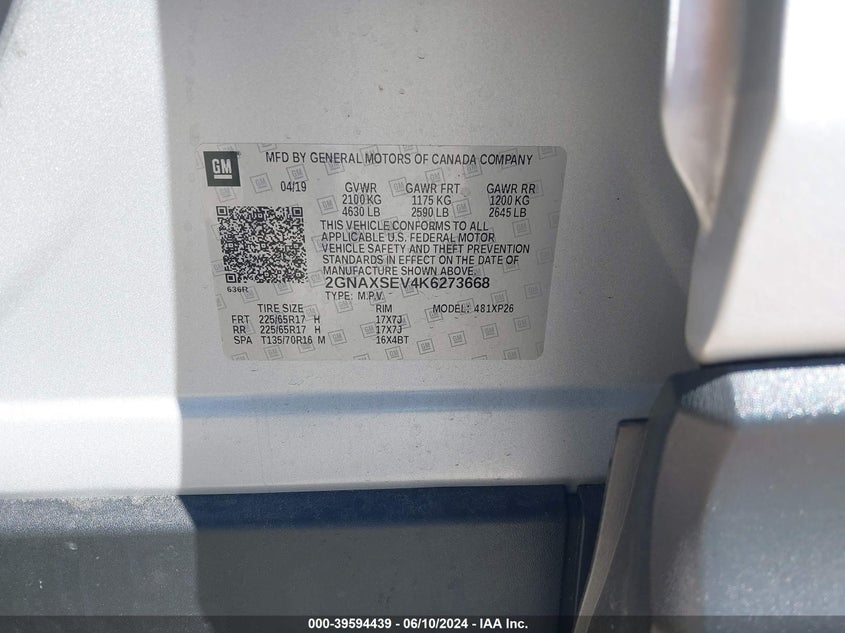 GM MFD BY GENERAL MOTORS OF CANADA COMPANY
04/19 GVWR GAWR FRT GAWR RR
2100 KG 1175 KG 1200 KG
4630 LB 2590 LB 2645 LB
THIS VEHICLE CONFORMS TO ALL
APPLICABLE U.S. FEDERAL MOTOR
VEHICLE SAFETY AND THEFT PREVENTION
STANDARDS IN EFFECT ON THE DATE OF
MANUFACTURE SHOWN ABOVE.
636R 2GNAXSEV4K6273668
TYPE: M.P.V.
TIRE SIZE RIM MODEL: 481XP26
FRT 225/65R17 H 17X7J
RR 225/65R17 H 17X7J
SPA T135/70R16 M 16X4BT
000-39594439 - 06/10/2024 - IAA Inc.